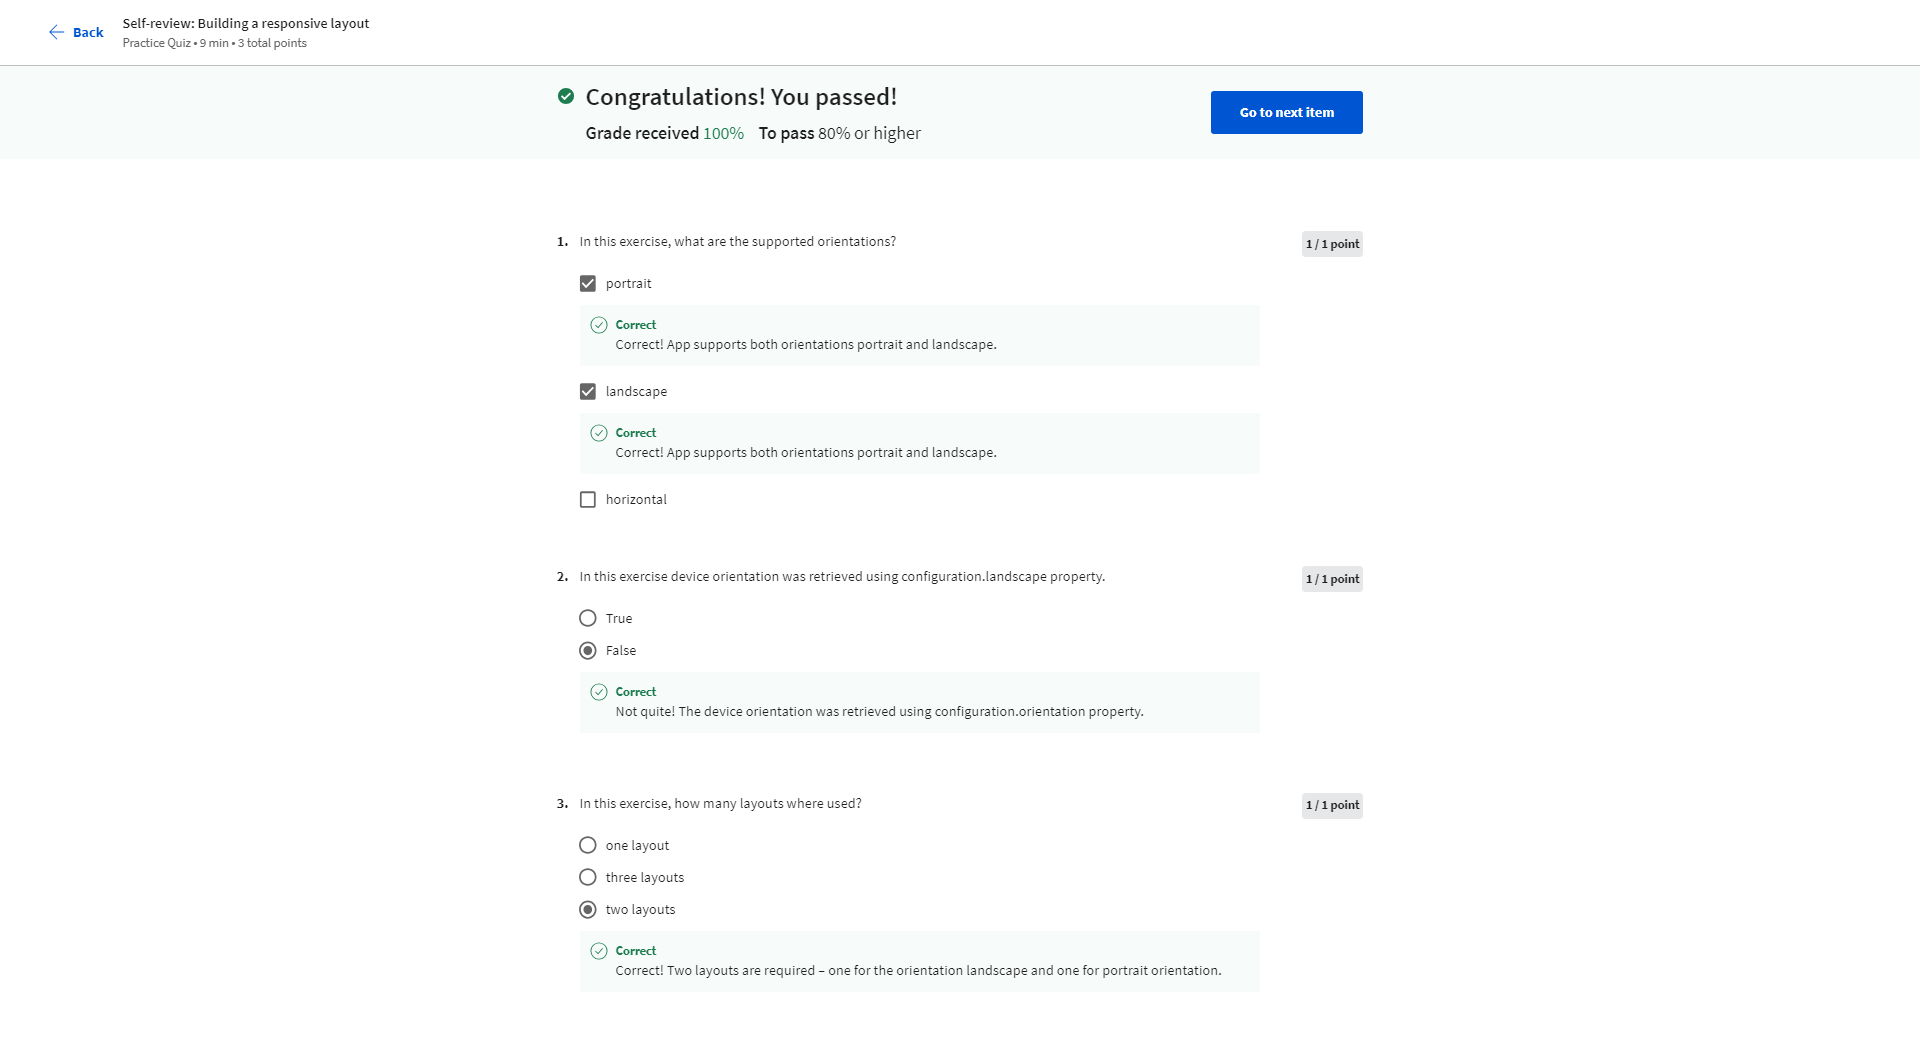 Back
Self-review: Building a responsive layout
Practice Quiz • 9 min • 3 total points
Congratulations! You passed!
Grade received 100% To pass 80% or higher
Go to next item
1. In this exercise, what are the supported orientations?
1 / 1 point
portrait
Correct
Correct! App supports both orientations portrait and landscape.
landscape
Correct
Correct! App supports both orientations portrait and landscape.
horizontal
2. In this exercise device orientation was retrieved using configuration.landscape property.
1 / 1 point
True
False
Correct
Not quite! The device orientation was retrieved using configuration.orientation property.
3. In this exercise, how many layouts where used?
1 / 1 point
one layout
three layouts
two layouts
Correct
Correct! Two layouts are required – one for the orientation landscape and one for portrait orientation.